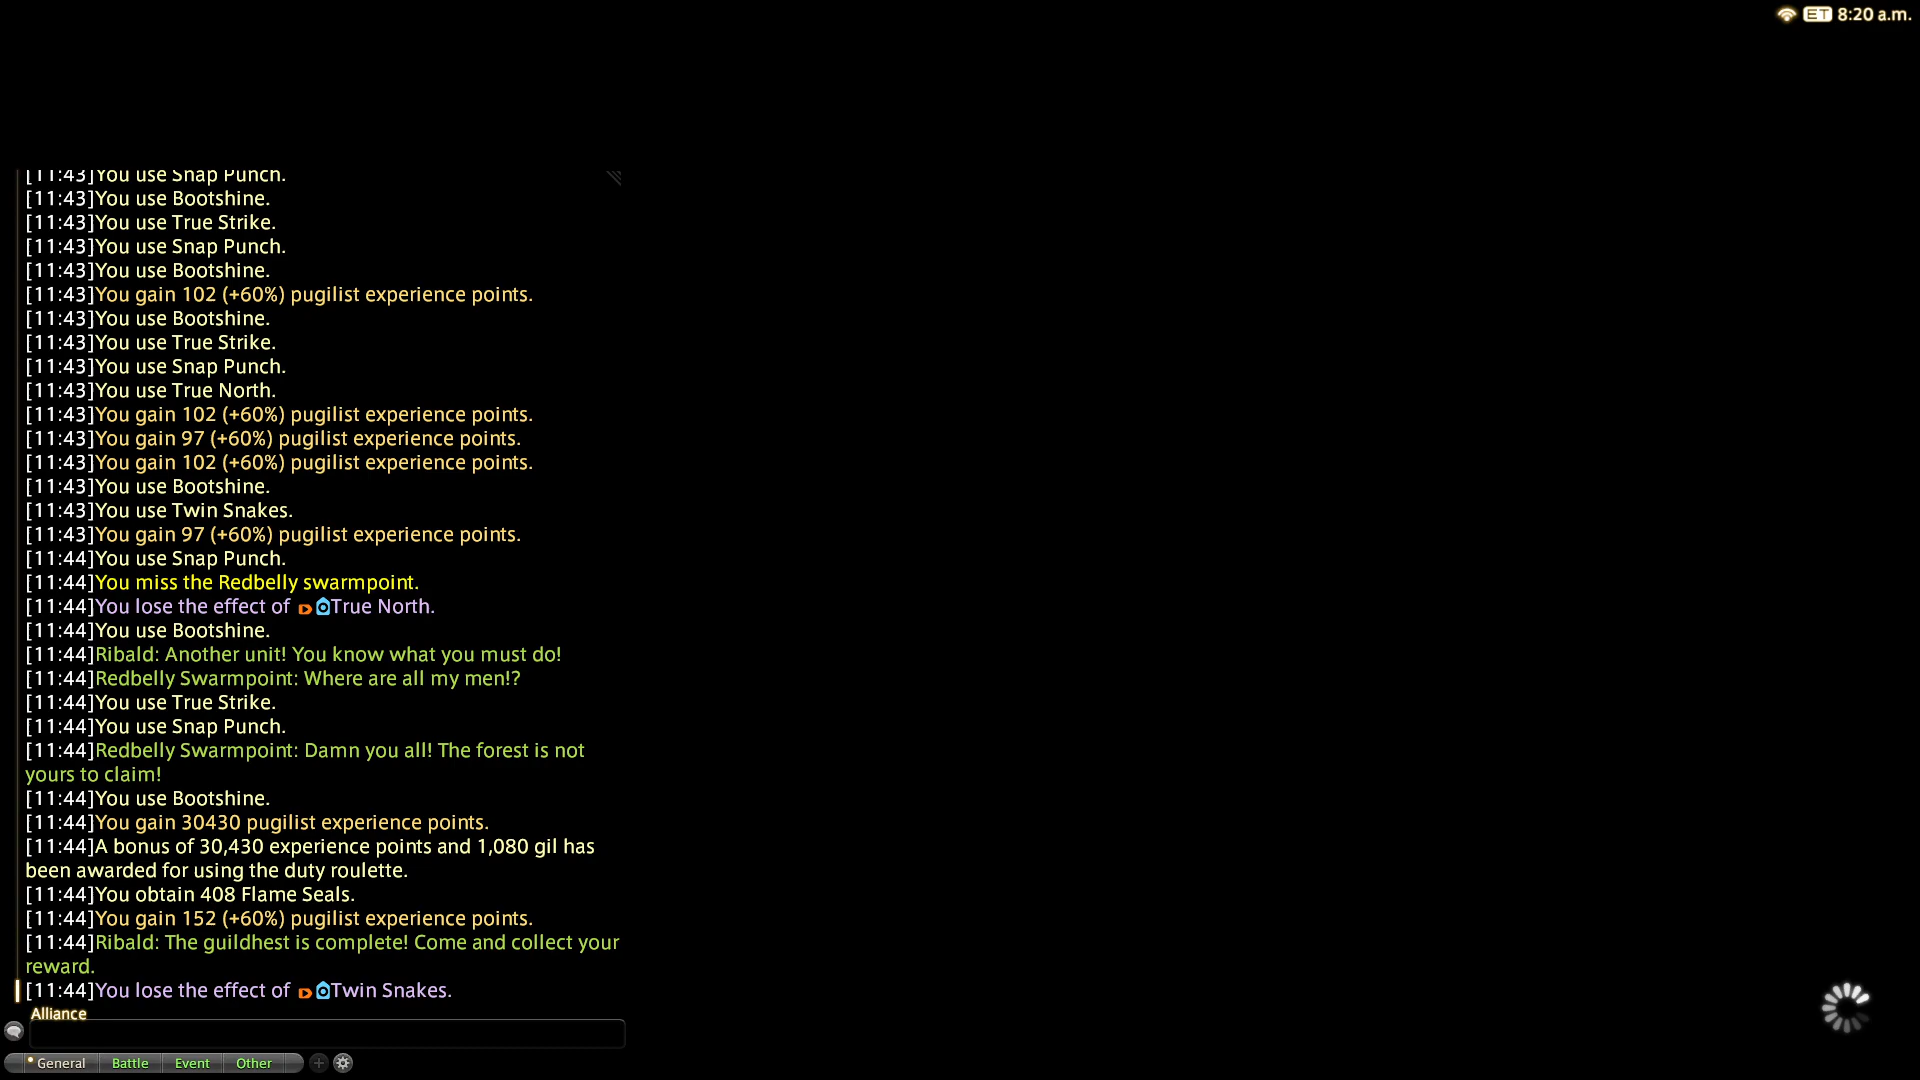 ET 8:20 a.m.
[11:43]You use Snap Punch.
[11:43]You use Bootshine.
[11:43]You use True Strike.
[11:43]You use Snap Punch.
[11:43]You use Bootshine.
[11:43]You gain 102 (+60%) pugilist experience points.
[11:43]You use Bootshine.
[11:43]You use True Strike.
[11:43]You use Snap Punch.
[11:43]You use True North.
[11:43]You gain 102 (+60%) pugilist experience points.
[11:43]You gain 97 (+60%) pugilist experience points.
[11:43]You gain 102 (+60%) pugilist experience points.
[11:43]You use Bootshine.
[11:43]You use Twin Snakes.
[11:43]You gain 97 (+60%) pugilist experience points.
[11:44]You use Snap Punch.
[11:44]You miss the Redbelly swarmpoint.
[11:44]You lose the effect of True North.
[11:44]You use Bootshine.
[11:44]Ribald: Another unit! You know what you must do!
[11:44]Redbelly Swarmpoint: Where are all my men!?
[11:44]You use True Strike.
[11:44]You use Snap Punch.
[11:44]Redbelly Swarmpoint: Damn you all! The forest is not
yours to claim!
[11:44]You use Bootshine.
[11:44]You gain 30430 pugilist experience points.
[11:44]A bonus of 30,430 experience points and 1,080 gil has
been awarded for using the duty roulette.
[11:44]You obtain 408 Flame Seals.
[11:44]You gain 152 (+60%) pugilist experience points.
[11:44]Ribald: The guildhest is complete! Come and collect your
reward.
[11:44]You lose the effect of Twin Snakes.
Alliance
General Battle Event Other